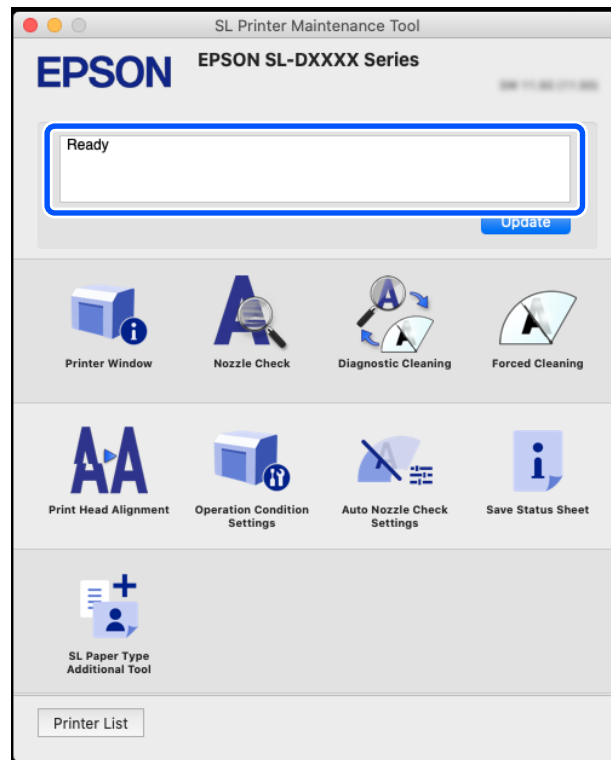 SL Printer Maintenance Tool
EPSON
EPSON SL-DXXXX Series
Ready
Update
Printer Window
Nozzle Check
Diagnostic Cleaning
Forced Cleaning
Print Head Alignment
Operation Condition
Settings
Auto Nozzle Check
Settings
Save Status Sheet
SL Paper Type
Additional Tool
Printer List